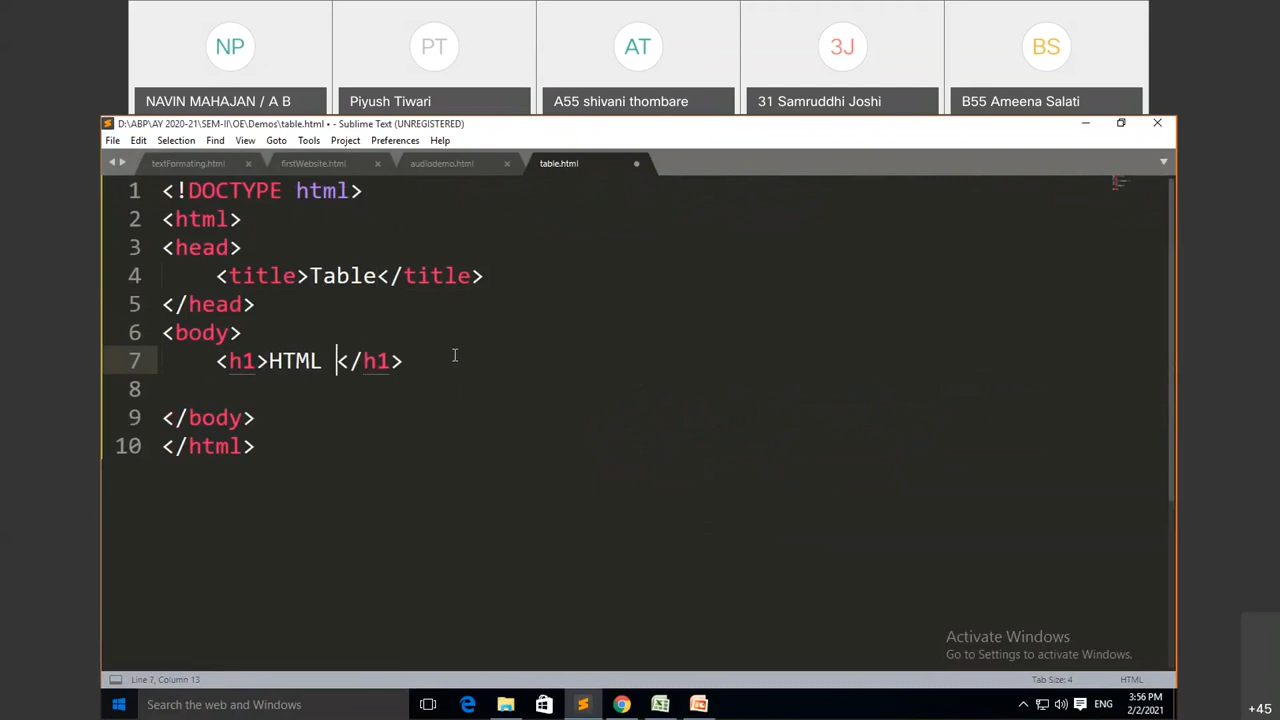 NP
PT
AT
3J
BS
NAVIN MAHAJAN / A B
Piyush Tiwari
A55 shivani thombare
31 Samruddhi Joshi
B55 Ameena Salati
D:\ABP\AY 2020-21\SEM-II\OE\Demos\table.html • - Sublime Text (UNREGISTERED)
File Edit Selection Find View Goto Tools Project Preferences Help
textFormating.html firstWebsite.html audiodemo.html table.html
1 <!DOCTYPE html>
2 <html>
3 <head>
4 <title>Table</title>
5 </head>
6 <body>
7 <h1>HTML </h1>
8
9 </body>
10 </html>
Activate Windows
Go to Settings to activate Windows.
Line 7, Column 13 Tab Size: 4 HTML
Search the web and Windows
ENG
3:56 PM
2/2/2021
+45